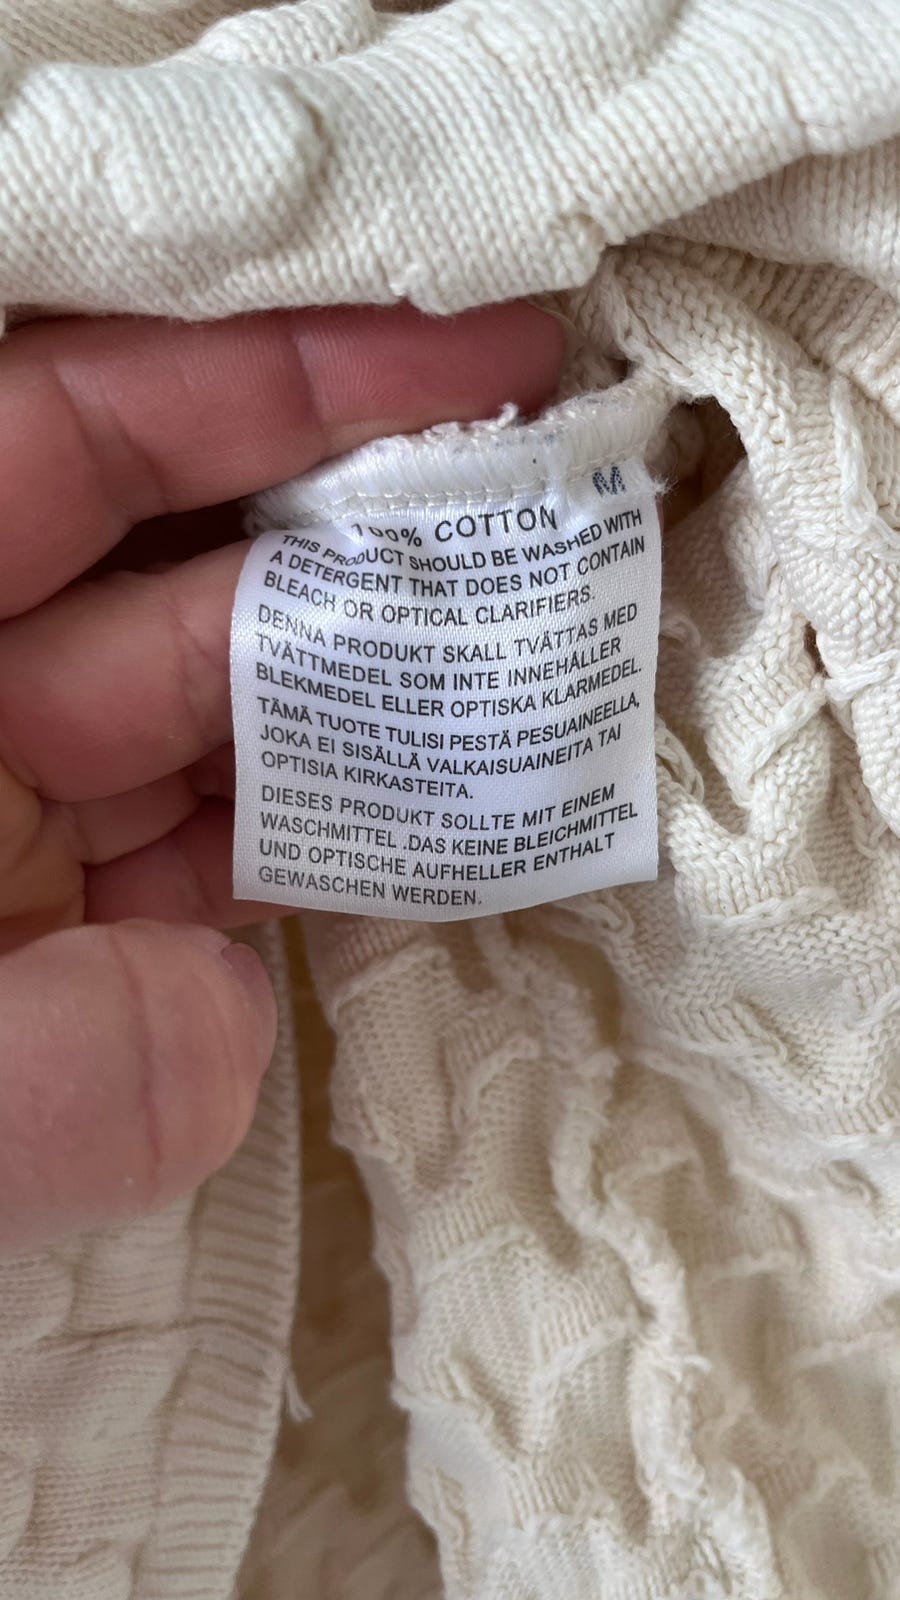 M
100% COTTON
THIS PRODUCT SHOULD BE WASHED WITH
A DETERGENT THAT DOES NOT CONTAIN
BLEACH OR OPTICAL CLARIFIERS.
DENNA PRODUKT SKALL TVÄTTAS MED
TVÄTTMEDEL SOM INTE INNEHÅLLER
BLEKMEDEL ELLER OPTISKA KLARMEDEL.
TÄMÄ TUOTE TULISI PESTÄ PESUAINEELLA,
JOKA EI SISÄLLÄ VALKAISUAINEITA TAI
OPTISIA KIRKASTEITA.
DIESES PRODUKT SOLLTE MIT EINEM
WASCHMITTEL .DAS KEINE BLEICHMITTEL
UND OPTISCHE AUFHELLER ENTHALT
GEWASCHEN WERDEN.